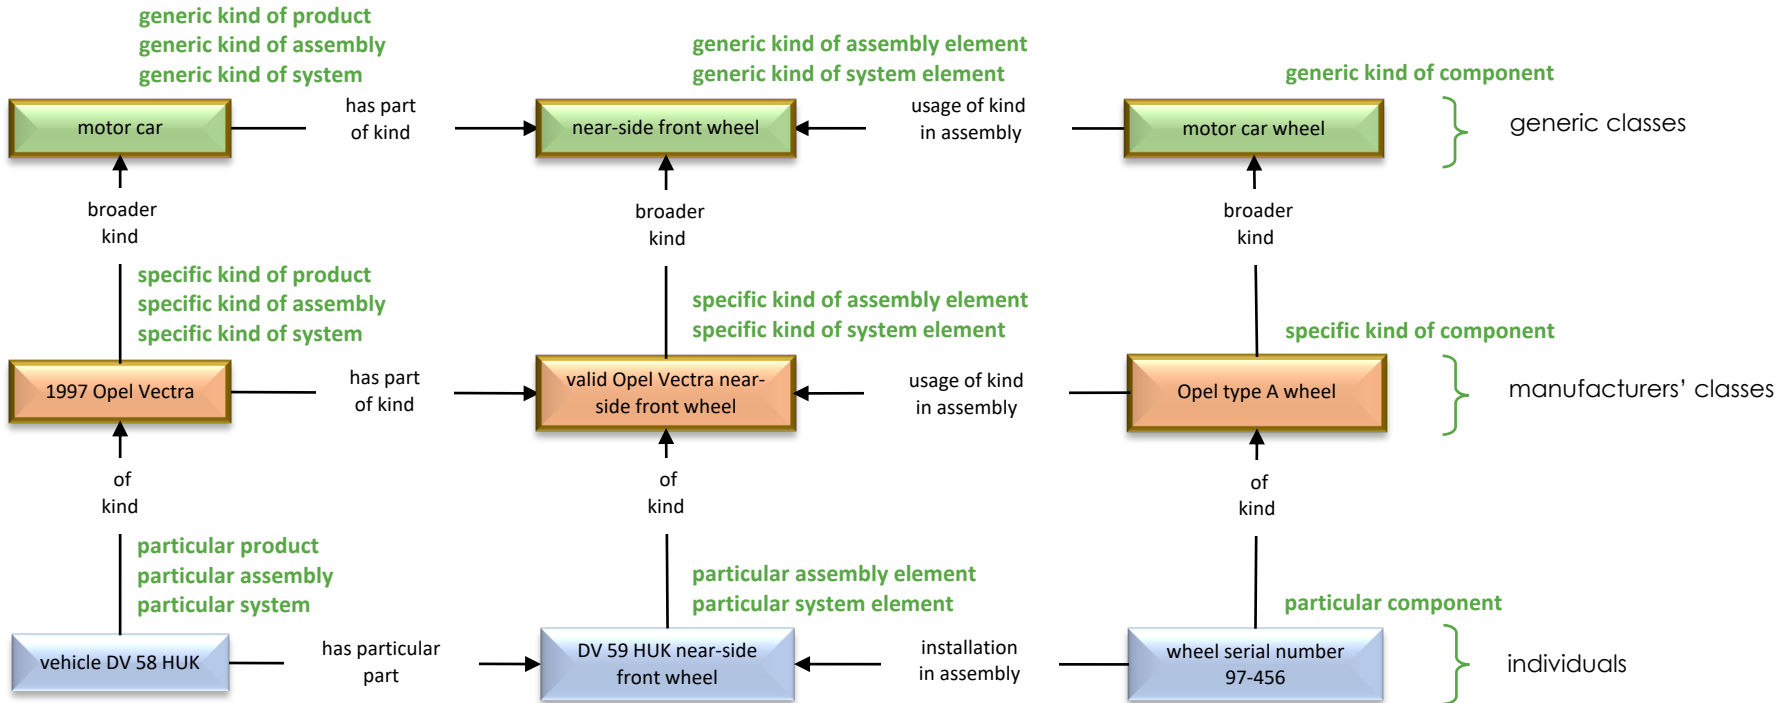 generic kind of product
generic kind of assembly
generic kind of system
generic kind of assembly element
generic kind of system element
generic kind of component
motor car
has part
of kind
near-side front wheel
usage of kind
in assembly
motor car wheel
generic classes
broader
kind
broader
kind
broader
kind
specific kind of product
specific kind of assembly
specific kind of system
specific kind of assembly element
specific kind of system element
specific kind of component
1997 Opel Vectra
has part
of kind
valid Opel Vectra near-
side front wheel
usage of kind
in assembly
Opel type A wheel
manufacturers’ classes
of
kind
of
kind
of
kind
particular product
particular assembly
particular system
particular assembly element
particular system element
particular component
vehicle DV 58 HUK
has particular
part
DV 59 HUK near-side
front wheel
installation
in assembly
wheel serial number
97-456
individuals